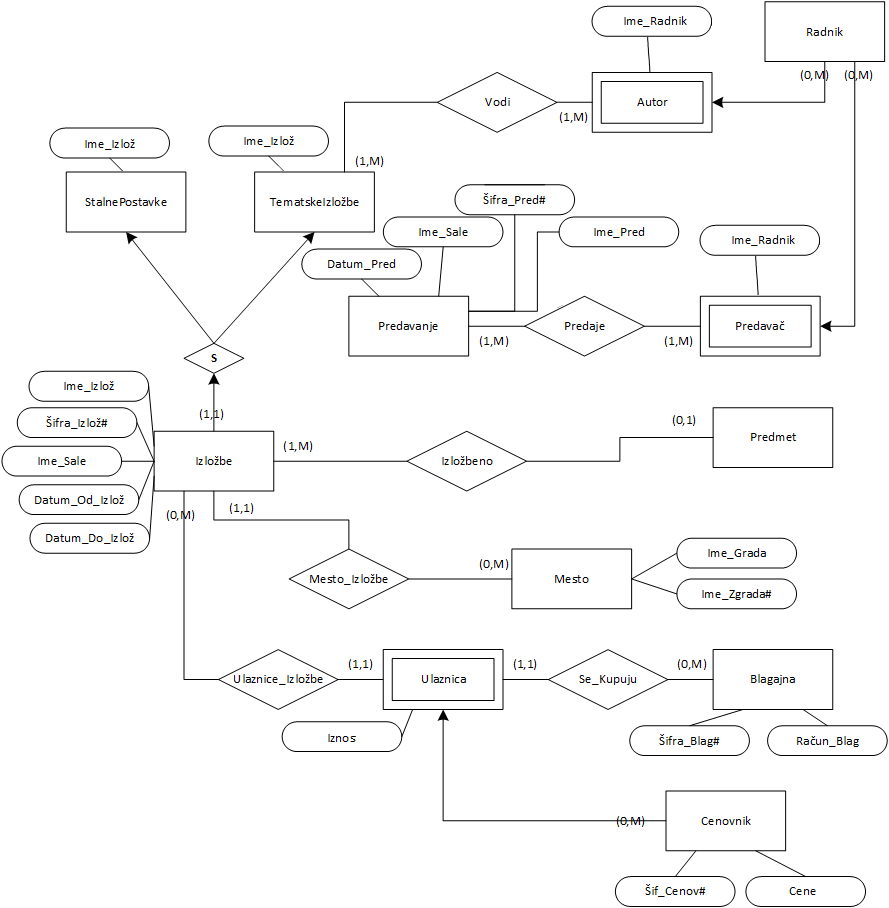 Ime_Radnik
Radnik
(0,M)
(0,M)
Vodi
Autor
(1,M)
Ime_Izlož
Ime_Izlož
(1,M)
StalnePostavke
TematskeIzložbe
Šifra_Pred#
Ime_Sale
Ime_Pred
Ime_Radnik
Datum_Pred
Predavanje
Predaje
Predavač
(1,M)
(1,M)
S
Ime_Izlož
(1,1)
Šifra_Izlož#
(0,1)
Predmet
(1,M)
Ime_Sale
Izložbe
Izložbeno
Datum_Od_Izlož
(0,M)
(1,1)
Datum_Do_Izlož
Ime_Grada
(0,M)
Mesto_Izložbe
Mesto
Ime_Zgrada#
(1,1)
(1,1)
(0,M)
Ulaznice_Izložbe
Ulaznica
Se_Kupuju
Blagajna
Iznos
Šifra_Blag#
Račun_Blag
(0,M)
Cenovnik
Šif_Cenov#
Cene